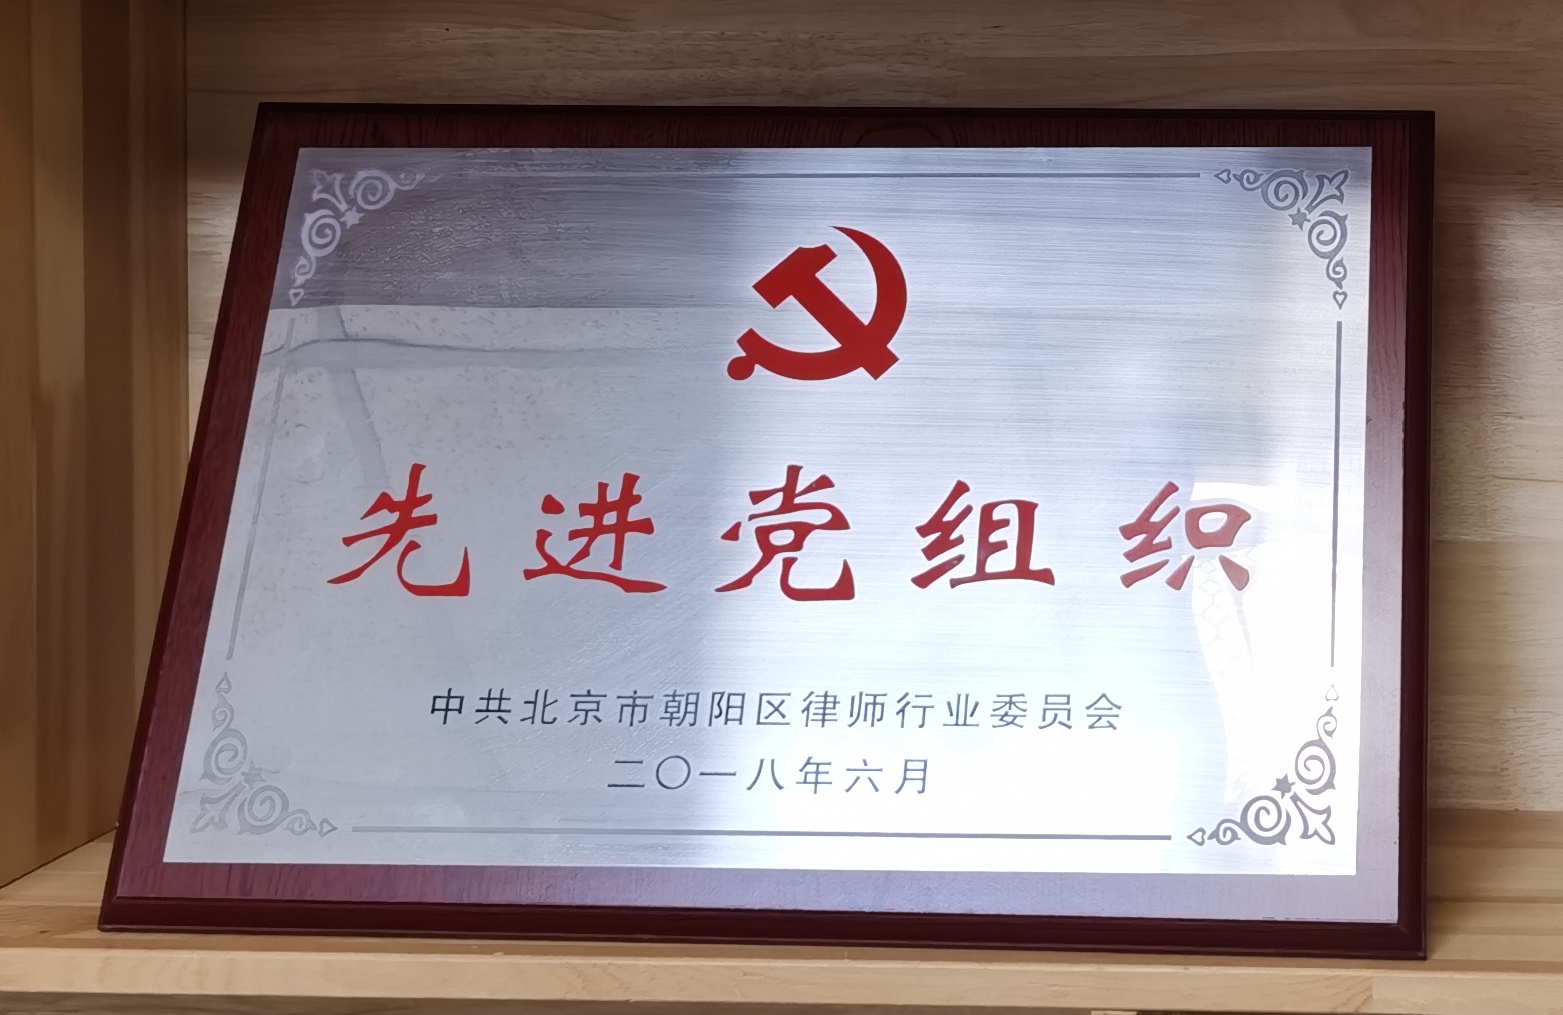 先进党组织
中共北京市朝阳区律师行业委员会
二〇一八年六月